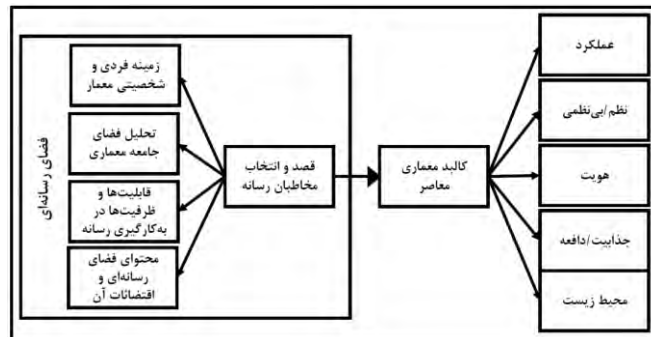 فضای رسانه‌ای
زمینه فردی و
شخصیتی معمار
تحلیل فضای
جامعه معماری
قابلیت‌ها و
ظرفیت‌ها در
به‌کارگیری رسانه
محتوای فضای
رسانه‌ای و
اقتضائات آن
قصد و انتخاب
مخاطبان رسانه
کالبد معماری
معاصر
عملکرد
نظم/بی‌نظمی
هویت
جذابیت/دافعه
محیط زیست